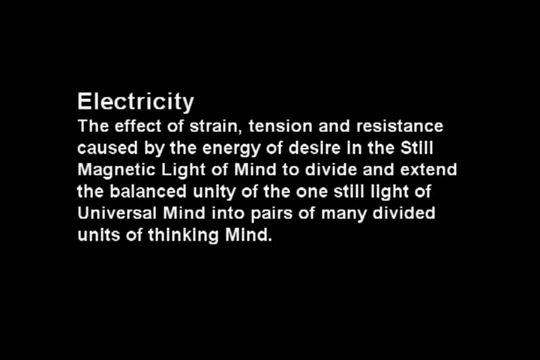 Electricity
The effect of strain, tension and resistance
caused by the energy of desire in the Still
Magnetic Light of Mind to divide and extend
the balanced unity of the one still light of
Universal Mind into pairs of many divided
units of thinking Mind.